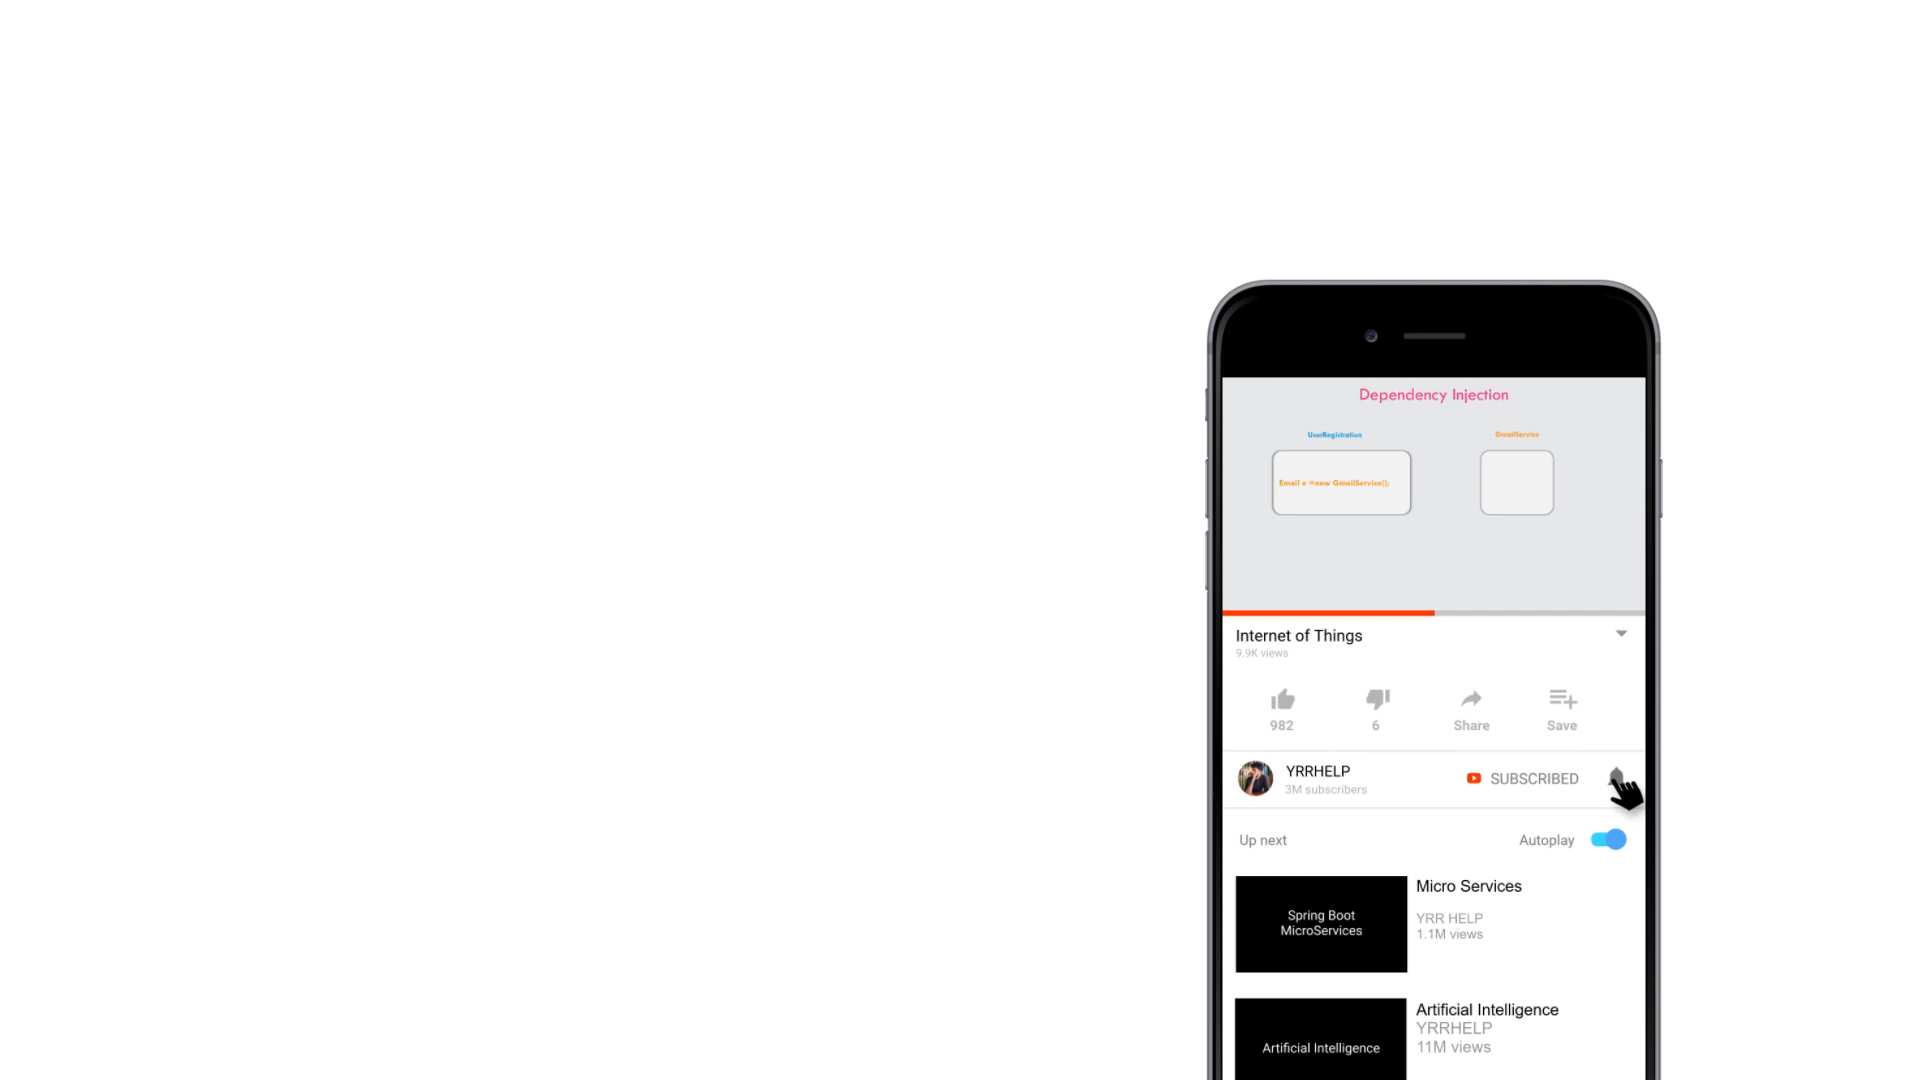 Dependency Injection
UserRegistration
GmailService
Email e =new GmailService();
Internet of Things
9.9K views
982
6
Share
Save
YRRHELP
3M subscribers
SUBSCRIBED
Up next
Autoplay
Spring Boot
MicroServices
Micro Services
YRR HELP
1.1M views
Artificial Intelligence
Artificial Intelligence
YRRHELP
11M views